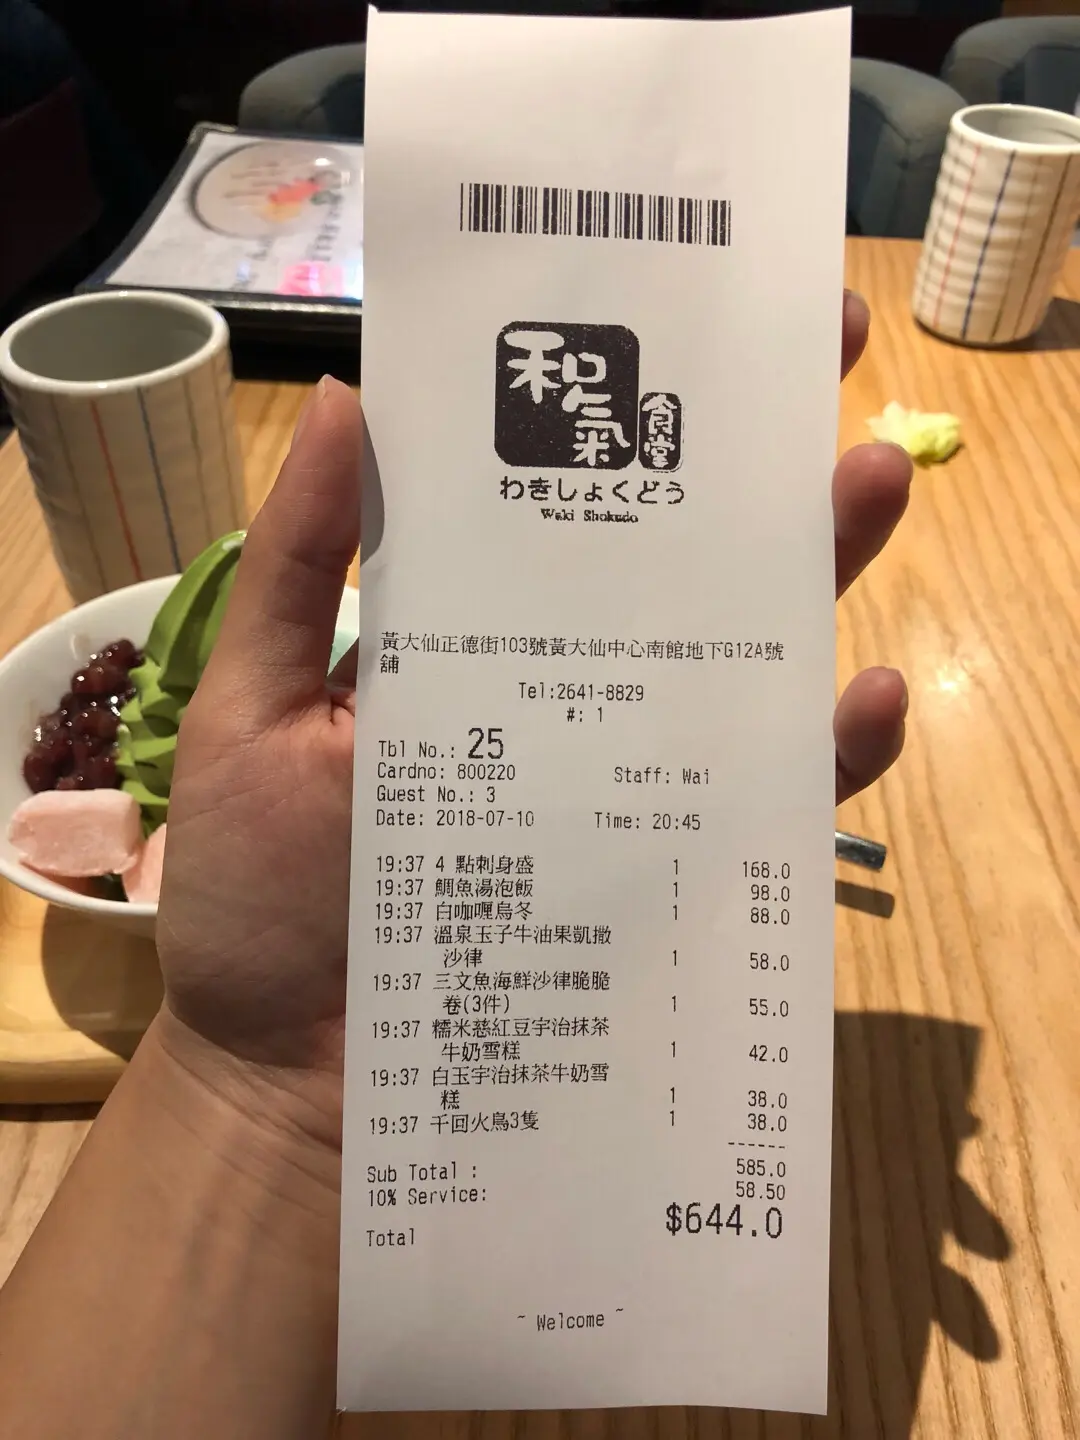 和氣
食堂
わきしょくどう
Waki Shokudo
黃大仙正德街103號黃大仙中心南館地下G12A號
舖
Tel:2641-8829
#: 1
Tbl No.: 25
Cardno: 800220 Staff: Wai
Guest No.: 3
Date: 2018-07-10 Time: 20:45
19:37 4 點刺身盛 1 168.0
19:37 鯛魚湯泡飯 1 98.0
19:37 白咖喱烏冬 1 88.0
19:37 溫泉玉子牛油果凱撒
沙律 1 58.0
19:37 三文魚海鮮沙律脆脆
卷(3件) 1 55.0
19:37 糯米慈紅豆宇治抹茶
牛奶雪糕 1 42.0
19:37 白玉宇治抹茶牛奶雪
糕 1 38.0
19:37 千回火鳥3隻 1 38.0
------
Sub Total : 585.0
10% Service: 58.50
Total $644.0
~ Welcome ~